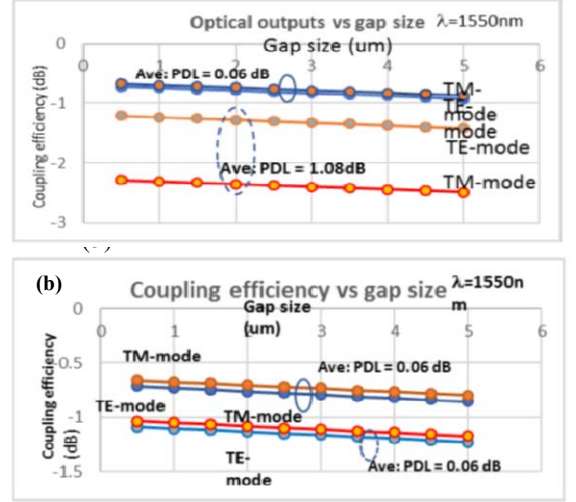 Optical outputs vs gap size λ=1550nm
Gap size (um)
0 1 2 3 4 5 6
0
-1
-2
-3
Coupling efficiency (dB)
Ave: PDL = 0.06 dB
TM-
TE-
mode
mode
TE-mode
Ave: PDL = 1.08dB
TM-mode
(b)
Coupling efficiency vs gap size
λ=1550n
m
Gap size
(um)
0 1 3 4 5 6
0
-0.5
-1
-1.5
Coupling efficiency
(dB)
TM-mode
Ave: PDL = 0.06 dB
TE-mode
TM-mode
TE-
mode
Ave: PDL = 0.06 dB